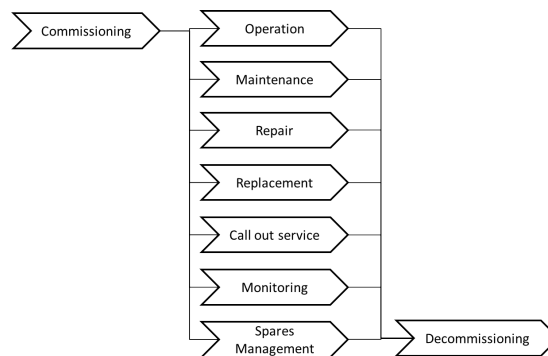 Commissioning
Operation
Maintenance
Repair
Replacement
Call out service
Monitoring
Spares
Management
Decommissioning